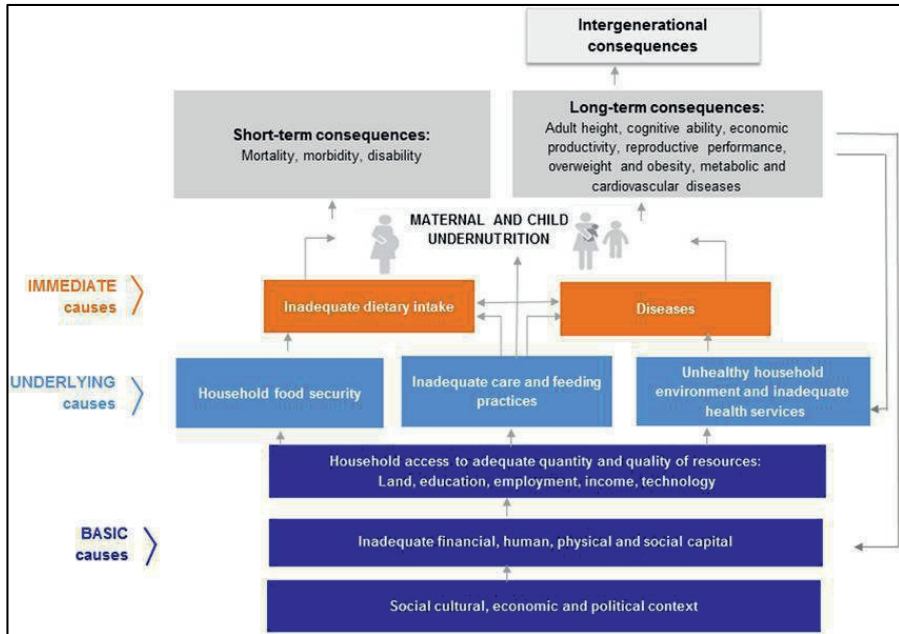 Intergenerational
consequences
Short-term consequences:
Mortality, morbidity, disability
Long-term consequences:
Adult height, cognitive ability, economic
productivity, reproductive performance,
overweight and obesity, metabolic and
cardiovascular diseases
MATERNAL AND CHILD
UNDERNUTRITION
IMMEDIATE
causes
Inadequate dietary intake
Diseases
UNDERLYING
causes
Household food security
Inadequate care and feeding
practices
Unhealthy household
environment and inadequate
health services
Household access to adequate quantity and quality of resources:
Land, education, employment, income, technology
BASIC
causes
Inadequate financial, human, physical and social capital
Social cultural, economic and political context